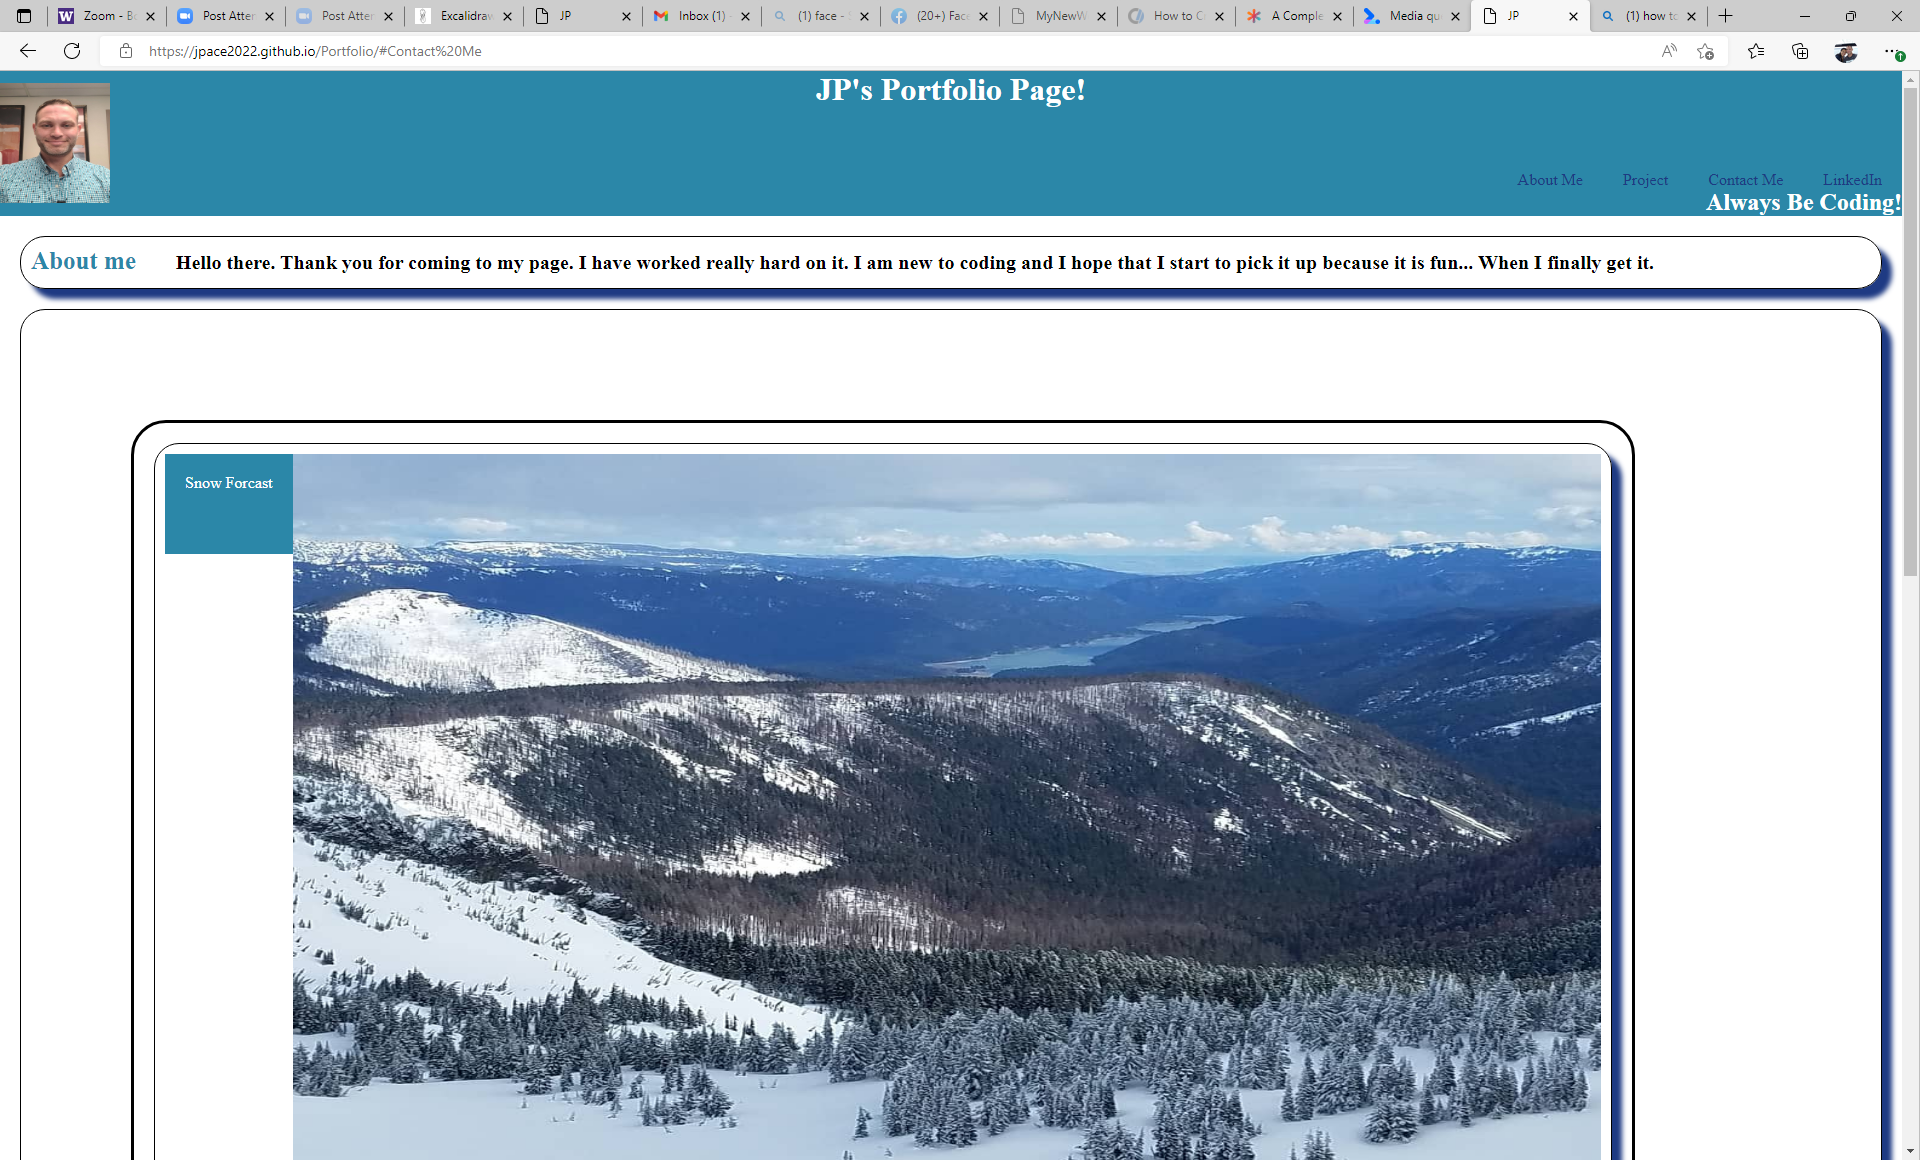 Zoom - B
Post Atter
Post Atter
Excalidraw
JP
Inbox (1)
(1) face -
(20+) Face
MyNewW
How to C
A Comple
Media qu
JP
(1) how to
https://jpace2022.github.io/Portfolio/#Contact%20Me
JP's Portfolio Page!
About Me Project Contact Me LinkedIn
Always Be Coding!
About me Hello there. Thank you for coming to my page. I have worked really hard on it. I am new to coding and I hope that I start to pick it up because it is fun... When I finally get it.
Snow Forcast